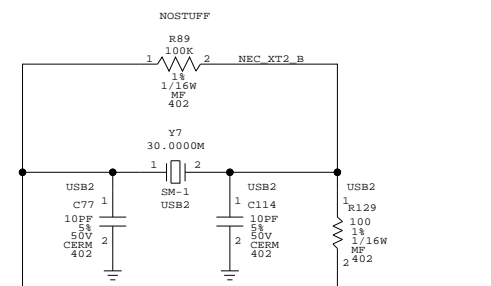 NOSTUFF
R89
100K
1 2 NEC_XT2_B
1%
1/16W
MF
402
Y7
30.0000M
1 2
SM-1
USB2
USB2
1
C77
10PF
5%
50V
2
CERM
402
USB2
1
C114
10PF
5%
50V
2
CERM
402
USB2
1
R129
100
1%
1/16W
MF
2 402